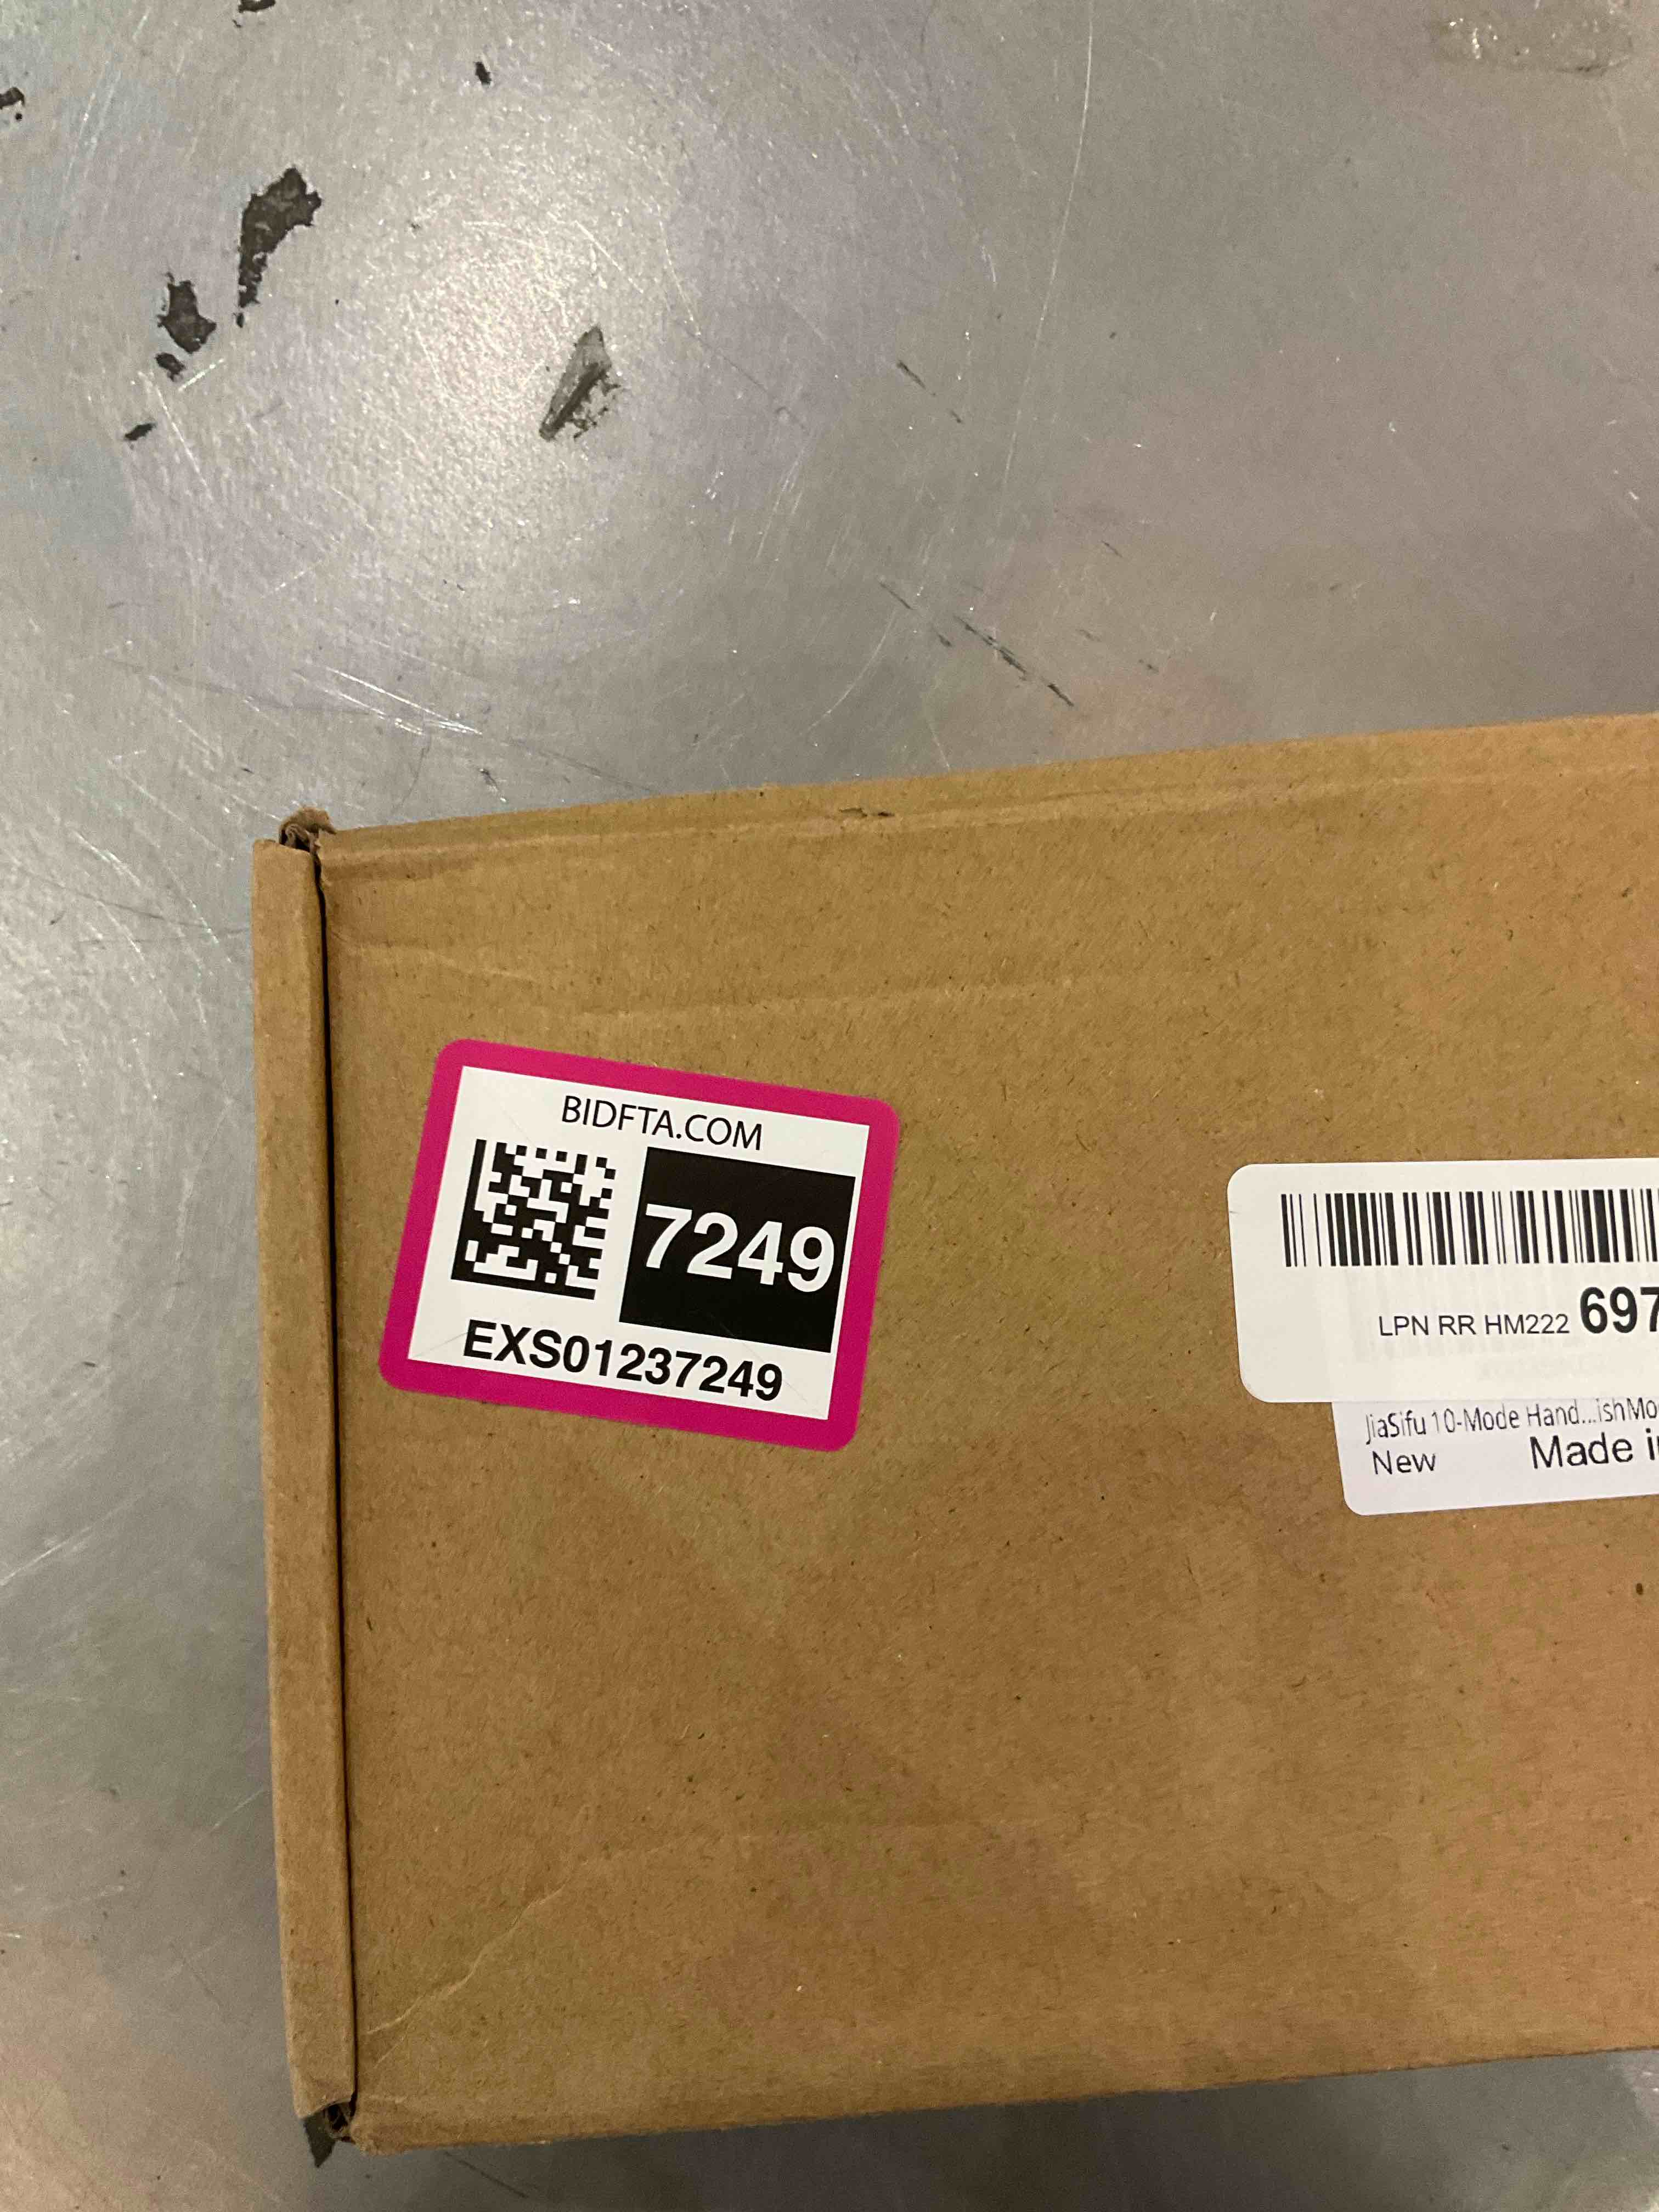 BIDFTA.COM
7249
EXS01237249
LPN RR HM222 697
JiaSifu 10-Mode Hand...ishMo
New Made i